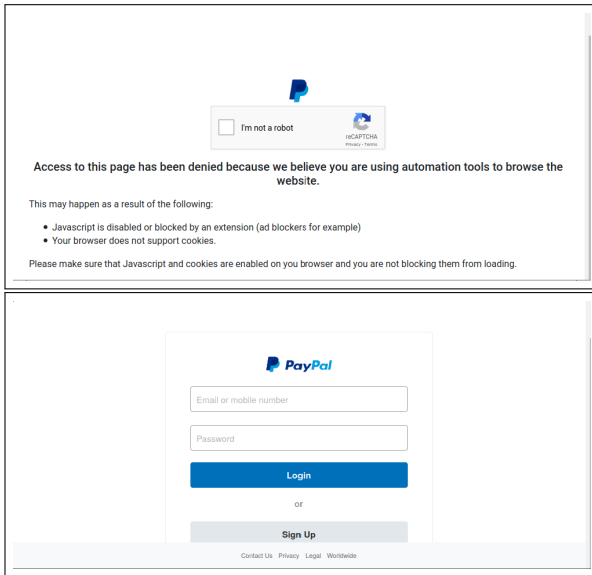 I'm not a robot
reCAPTCHA
Privacy - Terms
Access to this page has been denied because we believe you are using automation tools to browse the
website.
This may happen as a result of the following:
• Javascript is disabled or blocked by an extension (ad blockers for example)
• Your browser does not support cookies.
Please make sure that Javascript and cookies are enabled on you browser and you are not blocking them from loading.
PayPal
Email or mobile number
Password
Login
or
Sign Up
Contact Us Privacy Legal Worldwide